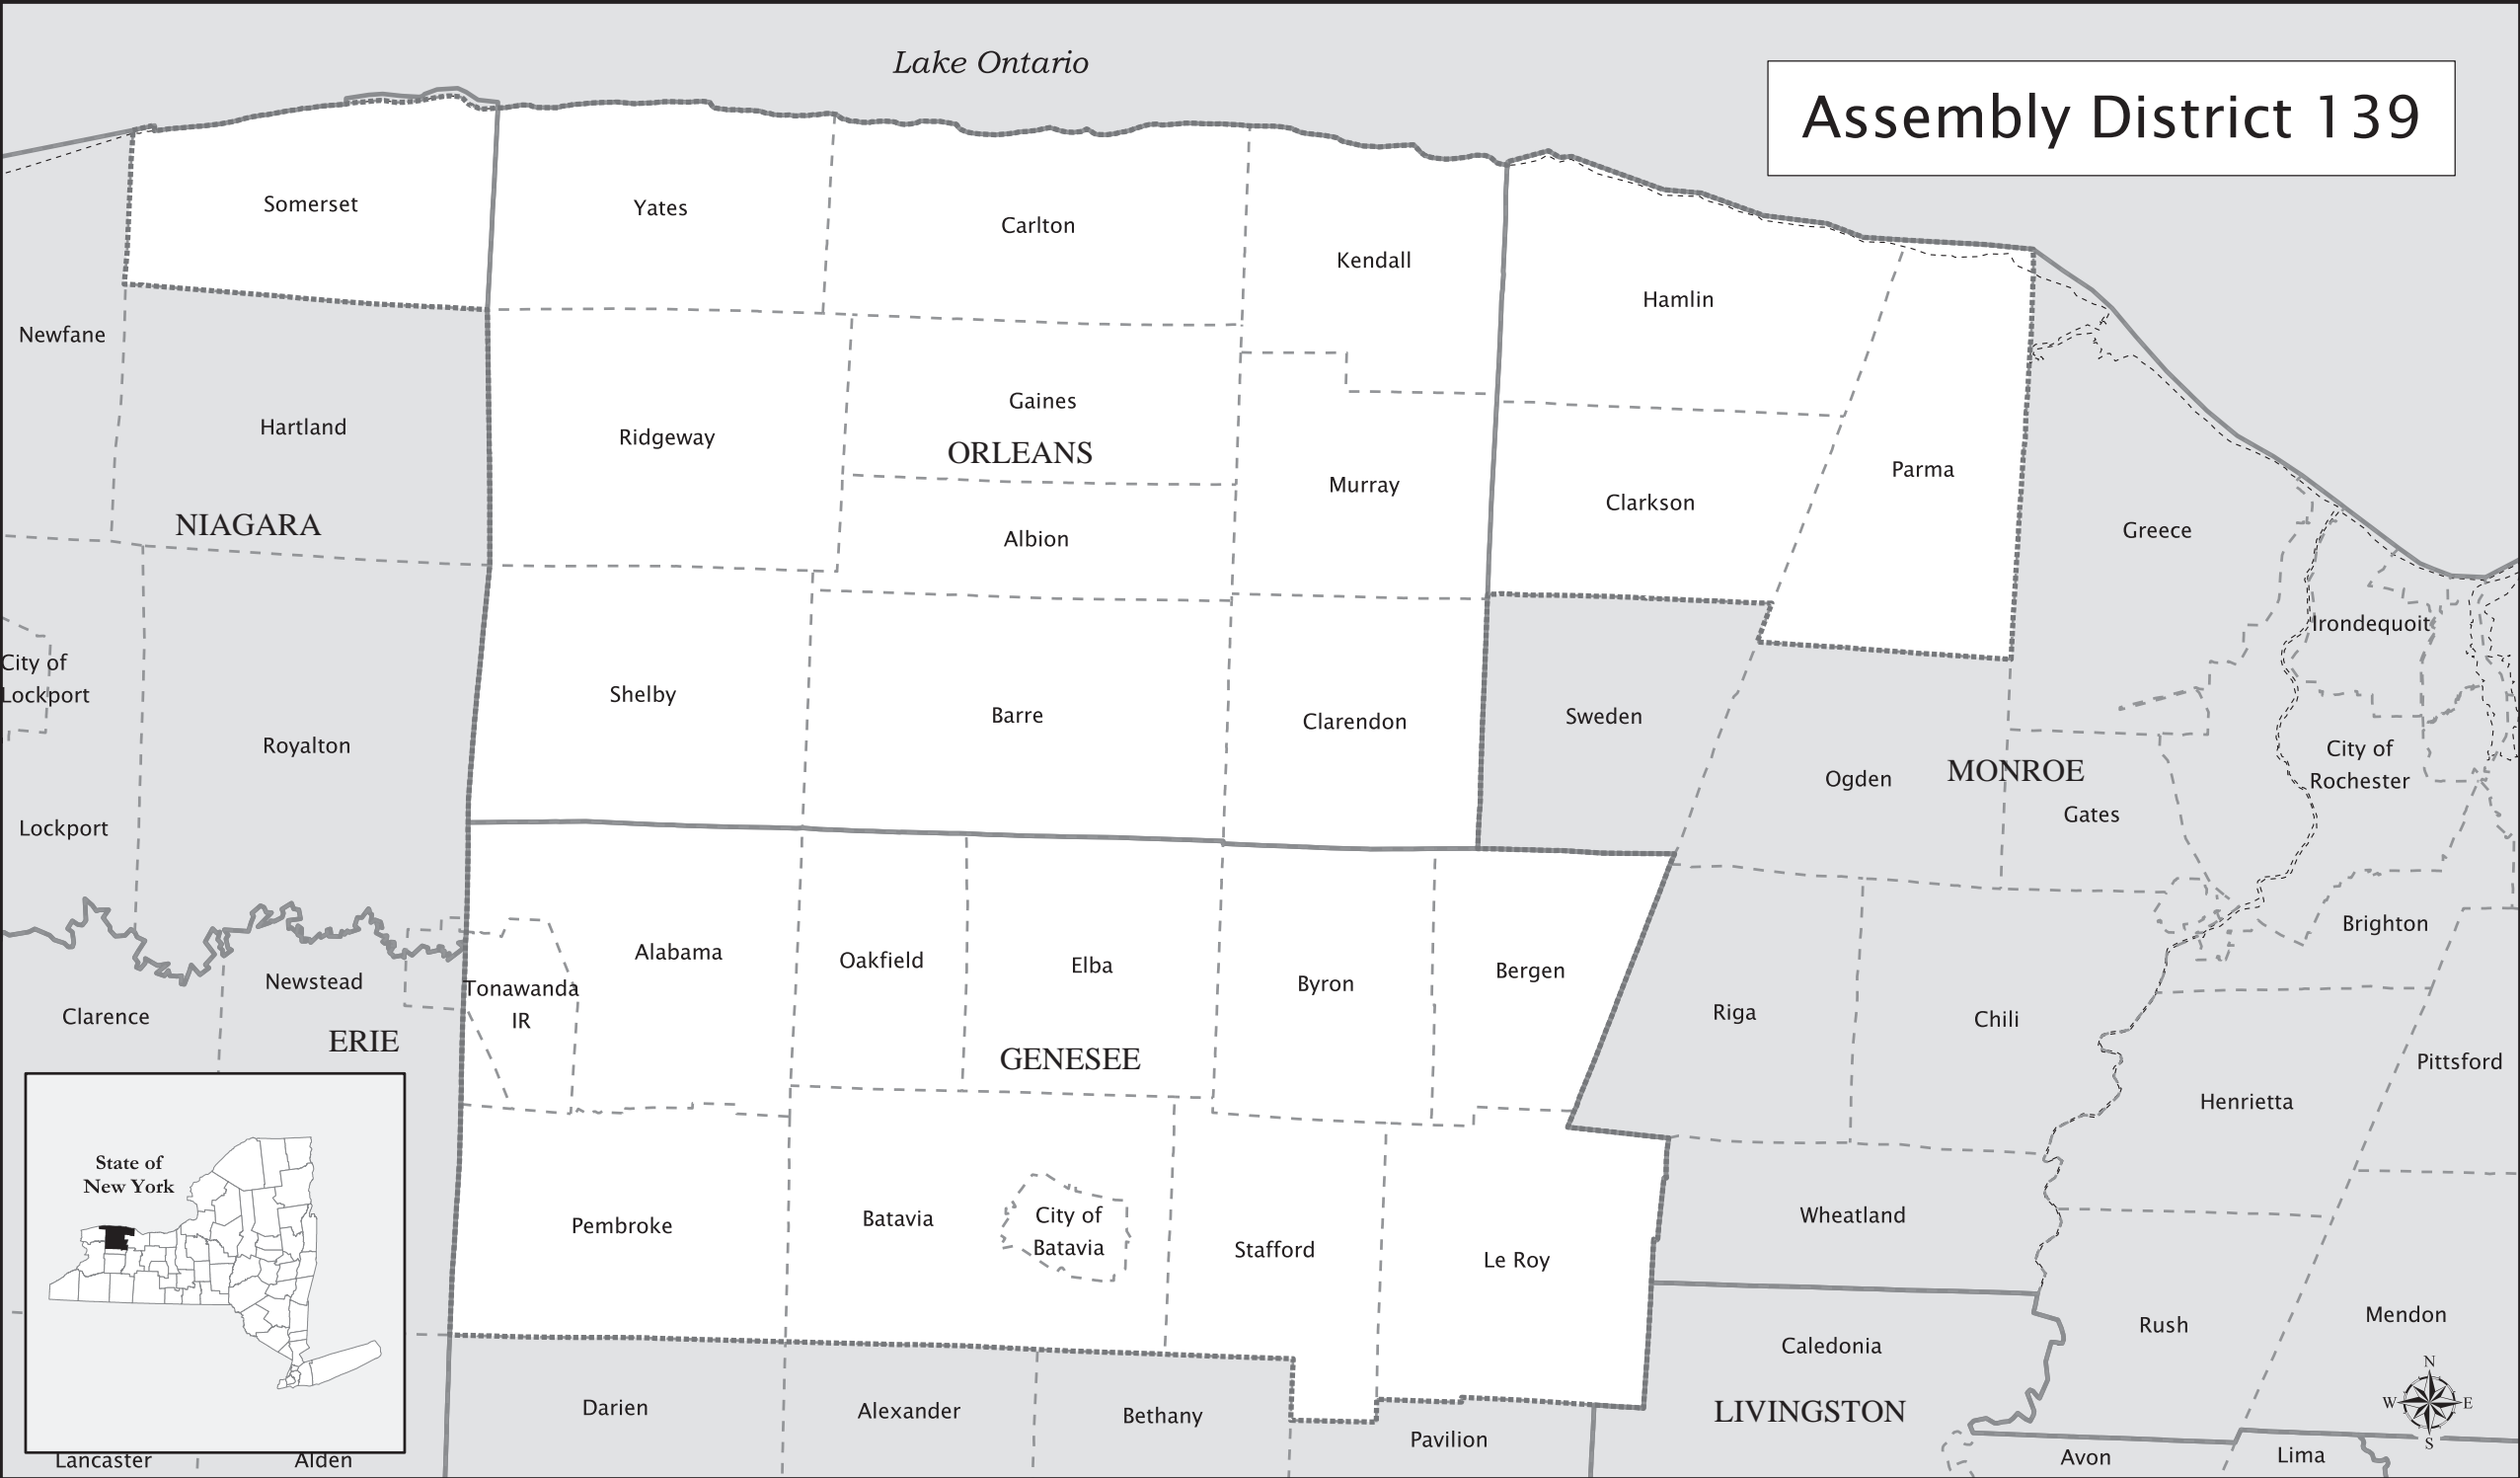 Lake Ontario
Assembly District 139
Somerset
Yates
Carlton
Kendall
Hamlin
Newfane
Hartland
Ridgeway
Gaines
ORLEANS
Murray
Clarkson
Parma
Greece
NIAGARA
Albion
Irondequoit
City of
Lockport
Shelby
Barre
Clarendon
Sweden
Royalton
Ogden
MONROE
City of
Rochester
Lockport
Gates
Brighton
Alabama
Oakfield
Elba
Byron
Bergen
Newstead
Tonawanda
IR
Clarence
ERIE
GENESEE
Riga
Chili
Pittsford
Henrietta
State of
New York
Pembroke
Batavia
City of
Batavia
Stafford
Le Roy
Wheatland
Caledonia
Rush
Mendon
Darien
Alexander
Bethany
Pavilion
LIVINGSTON
N
W
E
S
Lancaster
Alden
Avon
Lima